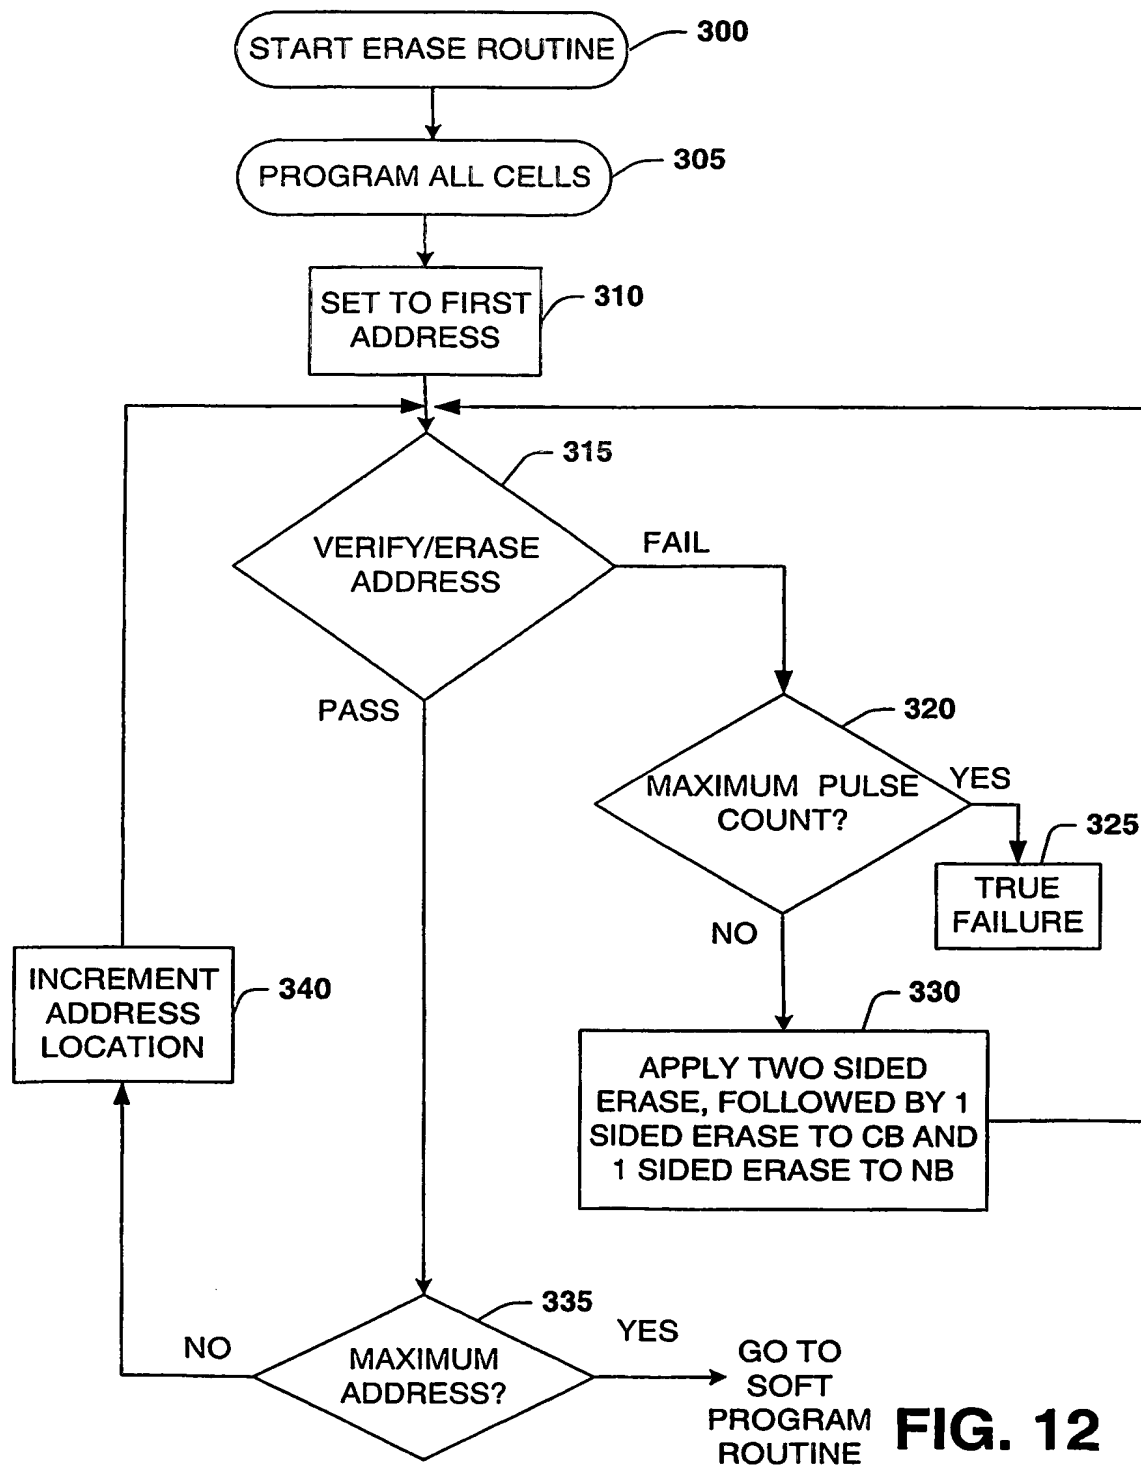 START ERASE ROUTINE
300
PROGRAM ALL CELLS
305
SET TO FIRST
ADDRESS
310
315
VERIFY/ERASE
ADDRESS
FAIL
PASS
320
MAXIMUM PULSE
COUNT?
YES
325
TRUE
FAILURE
NO
330
APPLY TWO SIDED
ERASE, FOLLOWED BY 1
SIDED ERASE TO CB AND
1 SIDED ERASE TO NB
INCREMENT
ADDRESS
LOCATION
340
335
MAXIMUM
ADDRESS?
NO
YES
GO TO
SOFT
PROGRAM
ROUTINE
FIG. 12